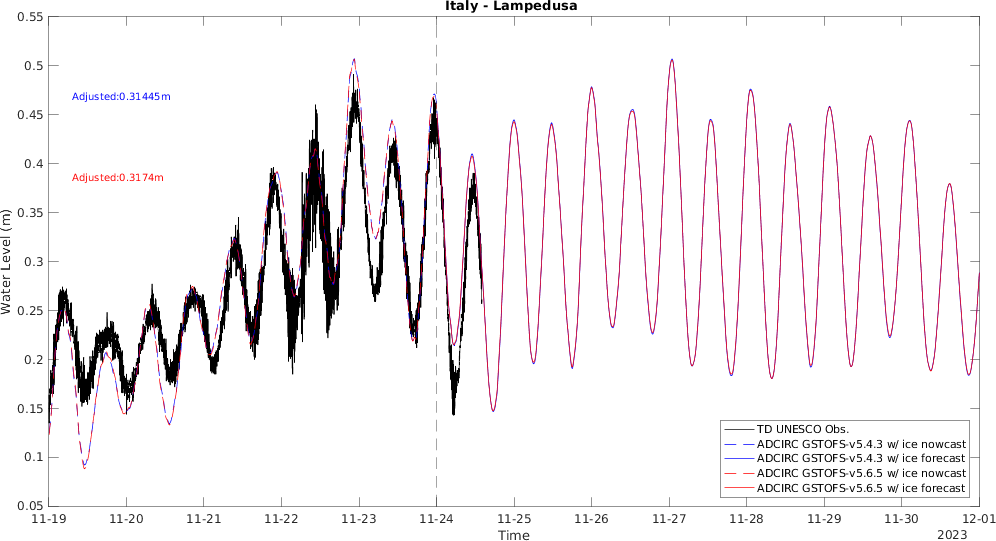 Italy - Lampedusa
0.55
0.5
0.45
0.4
0.35
0.3
0.25
0.2
0.15
0.1
0.05
Water Level (m)
Adjusted:0.31445m
Adjusted:0.3174m
TD UNESCO Obs.
ADCIRC GSTOFS-v5.4.3 w/ ice nowcast
ADCIRC GSTOFS-v5.4.3 w/ ice forecast
ADCIRC GSTOFS-v5.6.5 w/ ice nowcast
ADCIRC GSTOFS-v5.6.5 w/ ice forecast
11-19 11-20 11-21 11-22 11-23 11-24 11-25 11-26 11-27 11-28 11-29 11-30 12-01
Time
2023